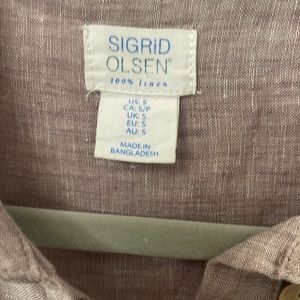 SIGRID
OLSEN®
100% linen
US: S
CA: S/P
UK: S
EU: S
AU: S
MADE IN
BANGLADESH